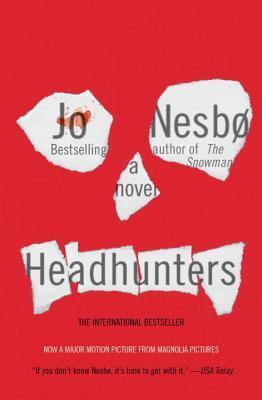 Jo Nesbø
Bestselling author of The
Snowman
a
novel
Headhunters
THE INTERNATIONAL BESTSELLER
NOW A MAJOR MOTION PICTURE FROM MAGNOLIA PICTURES
"If you don't know Nesbø, it's time to get with it." —USA Today